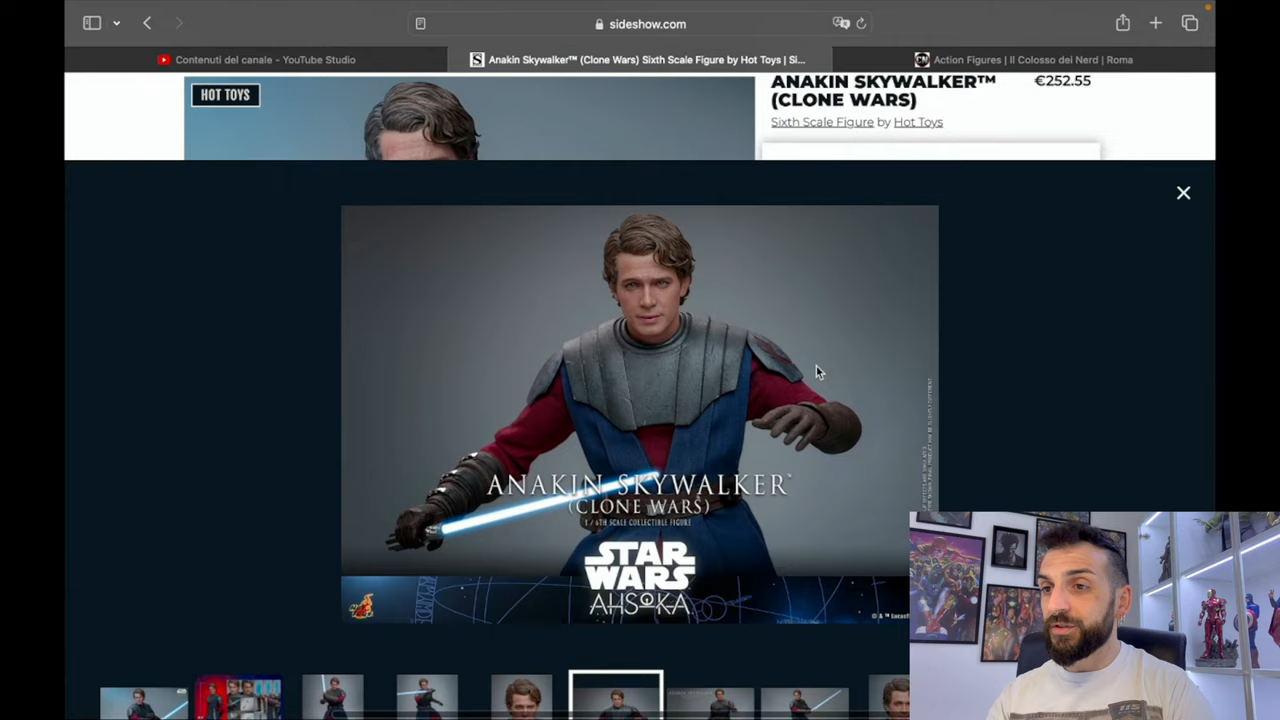 sideshow.com
Contenuti del canale - YouTube Studio
S
Anakin Skywalker™ (Clone Wars) Sixth Scale Figure by Hot Toys | Si...
CN
Action Figures | Il Colosso dei Nerd | Roma
HOT TOYS
ANAKIN SKYWALKER™
(CLONE WARS)
€252.55
Sixth Scale Figure by Hot Toys
ANAKIN SKYWALKER™
(CLONE WARS)
1/6TH SCALE COLLECTIBLE FIGURE
STAR
WARS
AHSOKA